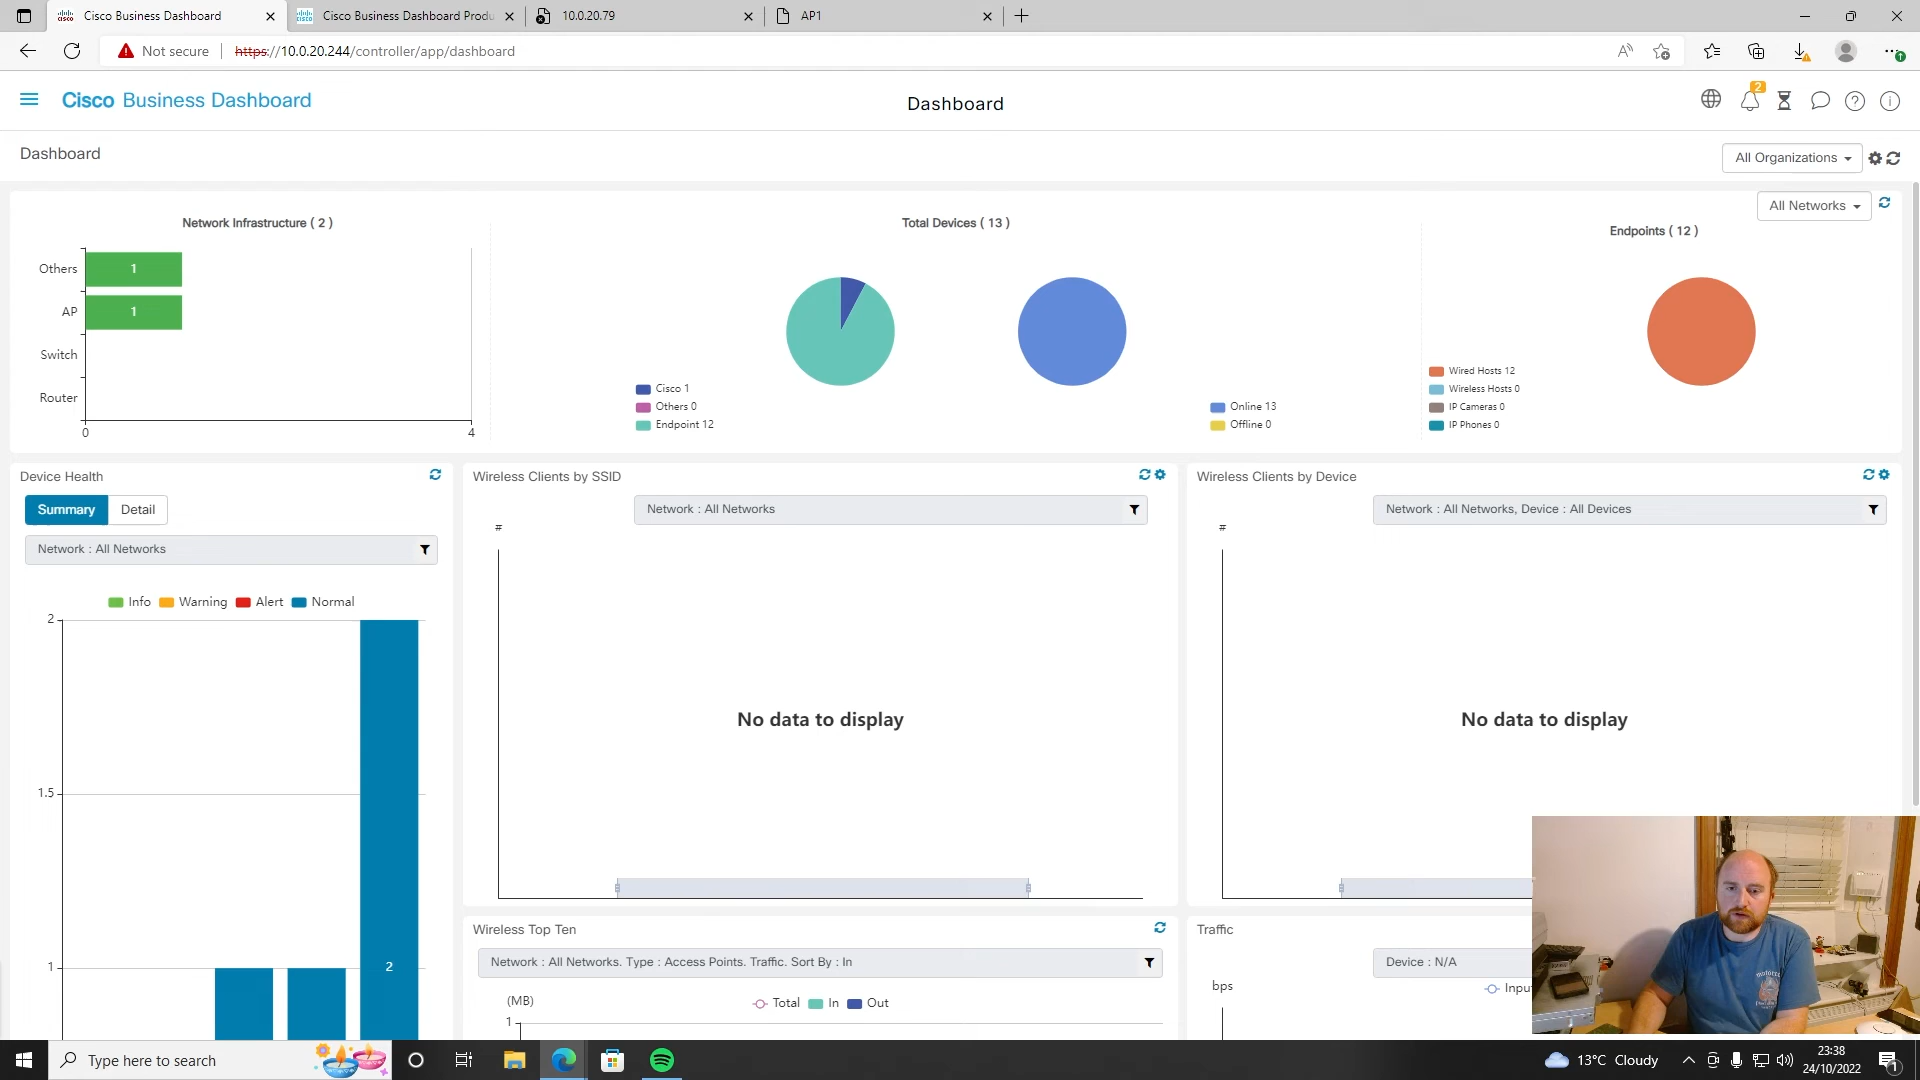 Cisco Business Dashboard
Cisco Business Dashboard Produ
10.0.20.79
AP1
Not secure
https://10.0.20.244/controller/app/dashboard
Cisco Business Dashboard
Dashboard
2
Dashboard
All Organizations
All Networks
Network Infrastructure ( 2 )
Others
1
AP
1
Switch
Router
0
4
Total Devices ( 13 )
Cisco 1
Others 0
Endpoint 12
Online 13
Offline 0
Endpoints ( 12 )
Wired Hosts 12
Wireless Hosts 0
IP Cameras 0
IP Phones 0
Device Health
Summary
Detail
Network : All Networks
Info
Warning
Alert
Normal
2
1.5
1
2
Wireless Clients by SSID
Network : All Networks
#
No data to display
Wireless Clients by Device
Network : All Networks, Device : All Devices
#
No data to display
Wireless Top Ten
Network : All Networks. Type : Access Points. Traffic. Sort By : In
(MB)
Total
In
Out
1
Traffic
Device : N/A
bps
Inpu
Type here to search
13°C Cloudy
23:38
24/10/2022
1